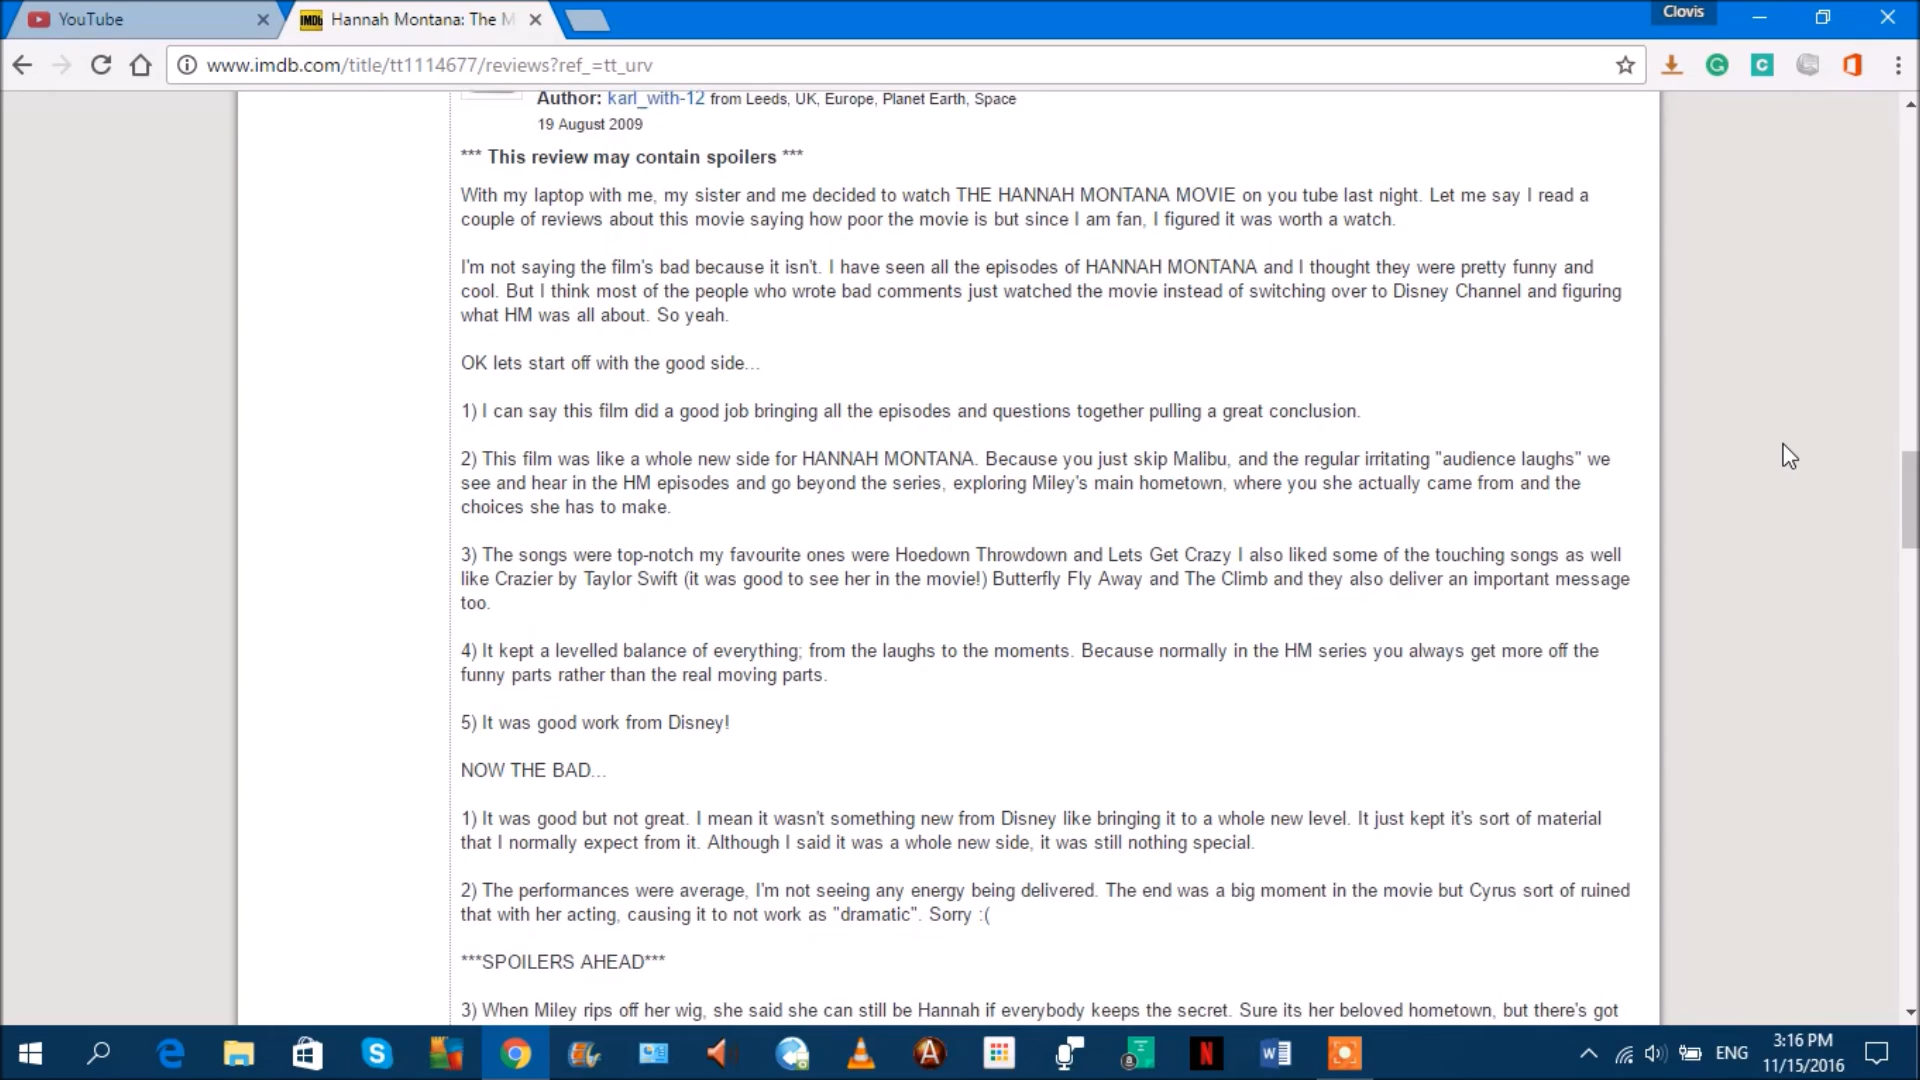 YouTube
IMDb Hannah Montana: The M
Clovis
www.imdb.com/title/tt1114677/reviews?ref_=tt_urv
Author: karl_with-12 from Leeds, UK, Europe, Planet Earth, Space
19 August 2009
*** This review may contain spoilers ***
With my laptop with me, my sister and me decided to watch THE HANNAH MONTANA MOVIE on you tube last night. Let me say I read a
couple of reviews about this movie saying how poor the movie is but since I am fan, I figured it was worth a watch.
I'm not saying the film's bad because it isn't. I have seen all the episodes of HANNAH MONTANA and I thought they were pretty funny and
cool. But I think most of the people who wrote bad comments just watched the movie instead of switching over to Disney Channel and figuring
what HM was all about. So yeah.
OK lets start off with the good side...
1) I can say this film did a good job bringing all the episodes and questions together pulling a great conclusion.
2) This film was like a whole new side for HANNAH MONTANA. Because you just skip Malibu, and the regular irritating "audience laughs" we
see and hear in the HM episodes and go beyond the series, exploring Miley's main hometown, where you she actually came from and the
choices she has to make.
3) The songs were top-notch my favourite ones were Hoedown Throwdown and Lets Get Crazy I also liked some of the touching songs as well
like Crazier by Taylor Swift (it was good to see her in the movie!) Butterfly Fly Away and The Climb and they also deliver an important message
too.
4) It kept a levelled balance of everything; from the laughs to the moments. Because normally in the HM series you always get more off the
funny parts rather than the real moving parts.
5) It was good work from Disney!
NOW THE BAD...
1) It was good but not great. I mean it wasn't something new from Disney like bringing it to a whole new level. It just kept it's sort of material
that I normally expect from it. Although I said it was a whole new side, it was still nothing special.
2) The performances were average, I'm not seeing any energy being delivered. The end was a big moment in the movie but Cyrus sort of ruined
that with her acting, causing it to not work as "dramatic". Sorry :(
***SPOILERS AHEAD***
3) When Miley rips off her wig, she said she can still be Hannah if everybody keeps the secret. Sure its her beloved hometown, but there's got
ENG
3:16 PM
11/15/2016